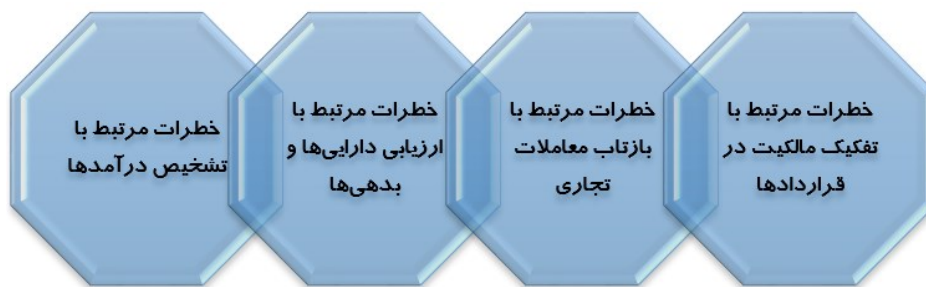 خطرات مرتبط با
تفکیک مالکیت در
قراردادها
خطرات مرتبط با
بازتاب معاملات
تجاری
خطرات مرتبط با
ارزیابی دارایی‌ها و
بدهی‌ها
خطرات مرتبط با
تشخیص درآمدها